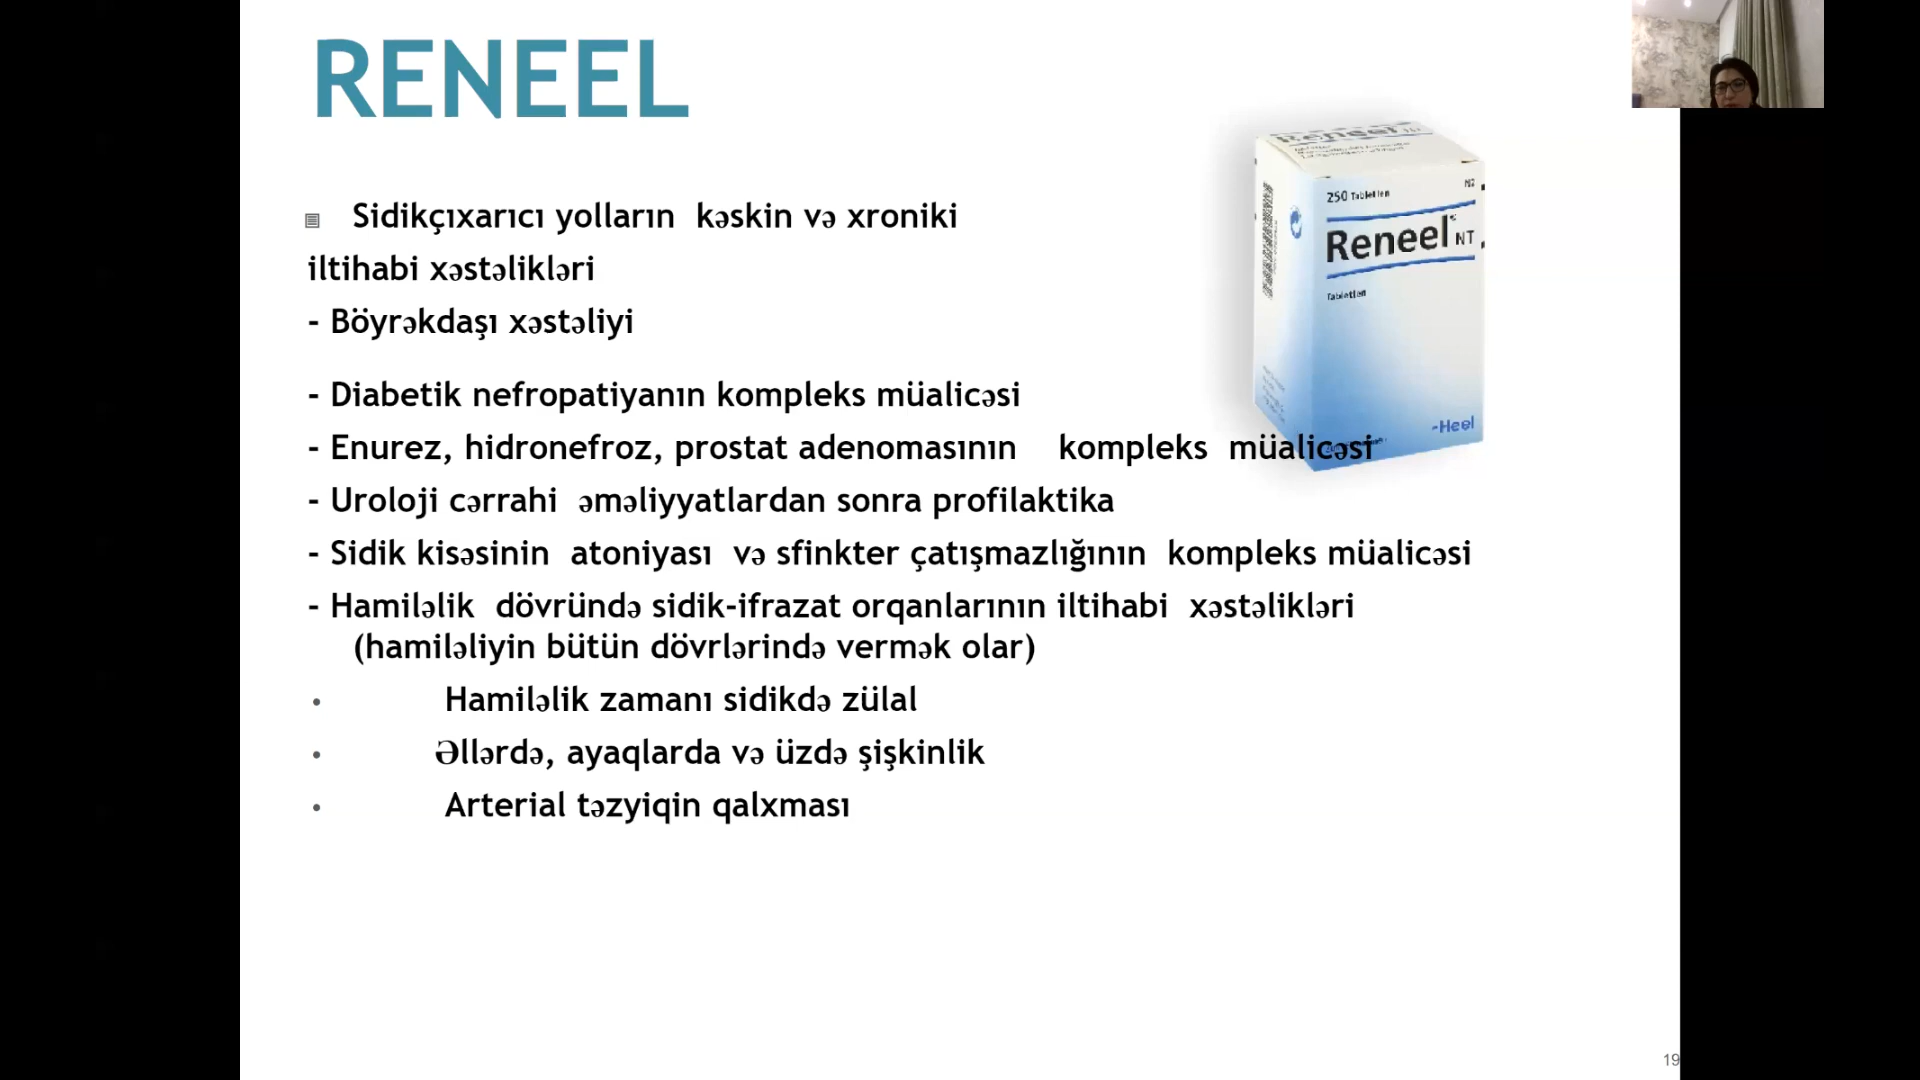 RENEEL
Sidikçıxarıcı yolların kəskin və xroniki
iltihabi xəstəlikləri
- Böyrəkdaşı xəstəliyi
- Diabetik nefropatiyanın kompleks müalicəsi
- Enurez, hidronefroz, prostat adenomasının kompleks müalicəsi
- Uroloji cərrahi əməliyyatlardan sonra profilaktika
- Sidik kisəsinin atoniyası və sfinkter çatışmazlığının kompleks müalicəsi
- Hamiləlik dövründə sidik-ifrazat orqanlarının iltihabi xəstəlikləri
(hamiləliyin bütün dövrlərində vermək olar)
• Hamiləlik zamanı sidikdə zülal
• Əllərdə, ayaqlarda və üzdə şişkinlik
• Arterial təzyiqin qalxması
Reneel
250 Tabletten N2
Reneel NT
Tabletten
-Heel
19